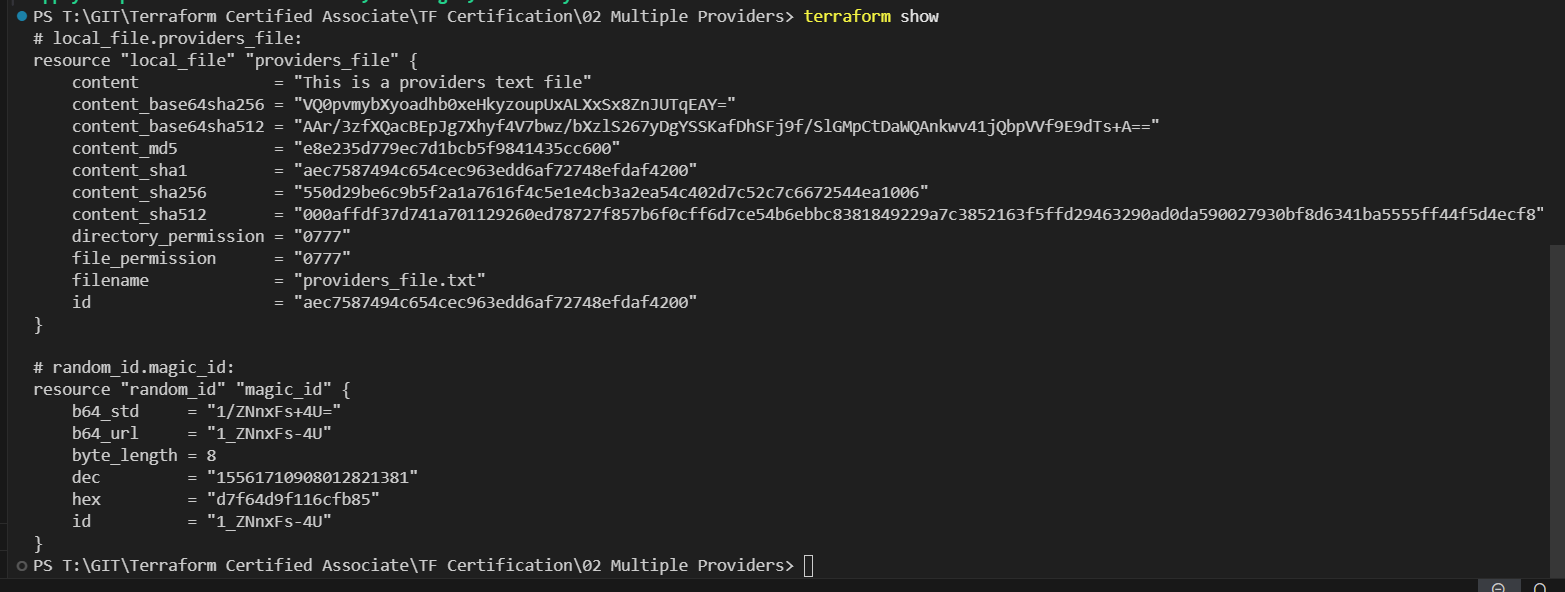 PS T:\GIT\Terraform Certified Associate\TF Certification\02 Multiple Providers> terraform show
# local_file.providers_file:
resource "local_file" "providers_file" {
    content              = "This is a providers text file"
    content_base64sha256 = "VQ0pvmybXyoadhb0xeHkyzoupUxALXxSx8ZnJUTqEAY="
    content_base64sha512 = "AAr/3zfXQacBEpJg7Xhyf4V7bwz/bXzlS267yDgYSSKafDhSFj9f/SlGMpCtDaWQAnkwv41jQbpVVf9E9dTs+A=="
    content_md5          = "e8e235d779ec7d1bcb5f9841435cc600"
    content_sha1         = "aec7587494c654cec963edd6af72748efdaf4200"
    content_sha256       = "550d29be6c9b5f2a1a7616f4c5e1e4cb3a2ea54c402d7c52c7c6672544ea1006"
    content_sha512       = "000affdf37d741a701129260ed78727f857b6f0cff6d7ce54b6ebbc8381849229a7c3852163f5ffd29463290ad0da590027930bf8d6341ba5555ff44f5d4ecf8"
    directory_permission = "0777"
    file_permission      = "0777"
    filename             = "providers_file.txt"
    id                   = "aec7587494c654cec963edd6af72748efdaf4200"
}
# random_id.magic_id:
resource "random_id" "magic_id" {
    b64_std     = "1/ZNnxFs+4U="
    b64_url     = "1_ZNnxFs-4U"
    byte_length = 8
    dec         = "15561710908012821381"
    hex         = "d7f64d9f116cfb85"
    id          = "1_ZNnxFs-4U"
}
PS T:\GIT\Terraform Certified Associate\TF Certification\02 Multiple Providers>